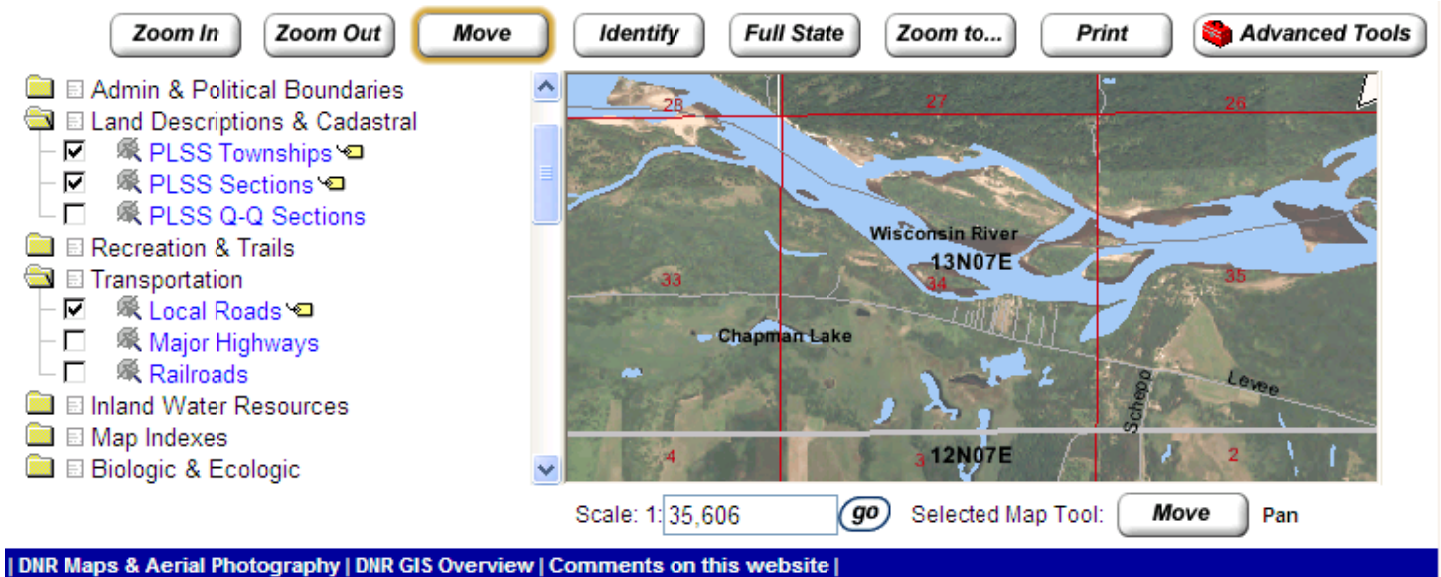 Zoom In Zoom Out Move Identify Full State Zoom to... Print Advanced Tools
Admin & Political Boundaries
Land Descriptions & Cadastral
PLSS Townships
PLSS Sections
PLSS Q-Q Sections
Recreation & Trails
Transportation
Local Roads
Major Highways
Railroads
Inland Water Resources
Map Indexes
Biologic & Ecologic
28 27 26
Wisconsin River
13N07E
33 34 35
Chapman Lake
Schepp
Levee
4 3 12N07E 2
Scale: 1: 35,606 go Selected Map Tool: Move Pan
| DNR Maps & Aerial Photography | DNR GIS Overview | Comments on this website |